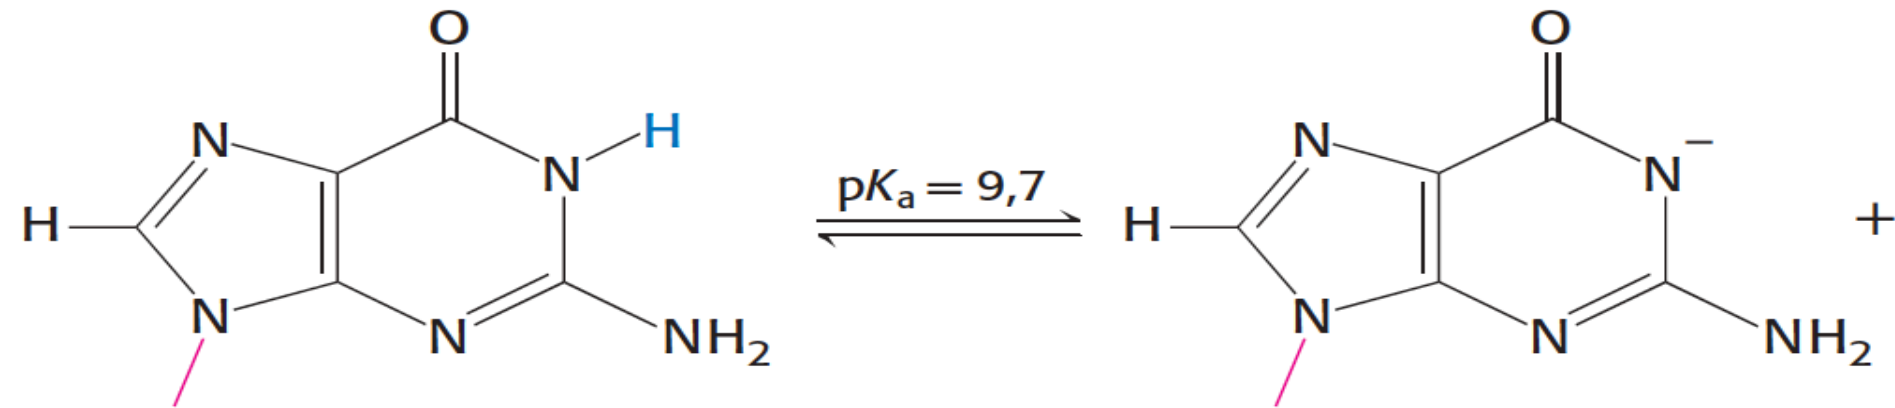 O O
N H N −
N N
H pKa = 9,7 H +
N N N N
NH2 NH2